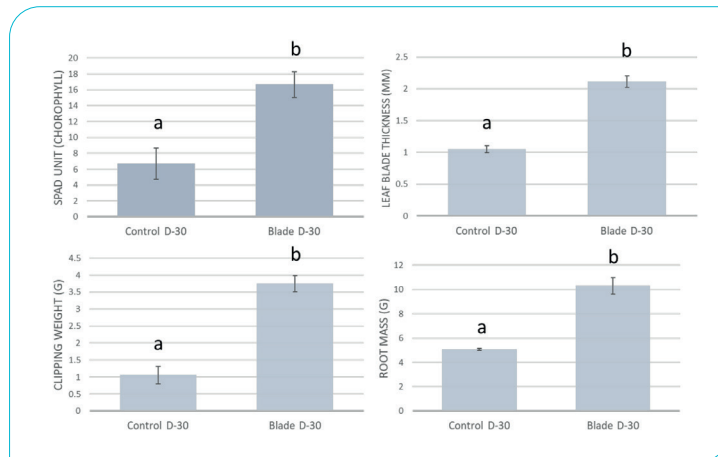 SPAD UNIT (CHOROPHYLL)
20
18
16
14
12
10
8
6
4
2
0
a
b
Control D-30 Blade D-30
LEAF BLADE THICKNESS (MM)
2.5
2
1.5
1
0.5
0
a
b
Control D-30 Blade D-30
CLIPPING WEIGHT (G)
4.5
4
3.5
3
2.5
2
1.5
1
0.5
0
a
b
Control D-30 Blade D-30
ROOT MASS (G)
12
10
8
6
4
2
0
a
b
Control D-30 Blade D-30